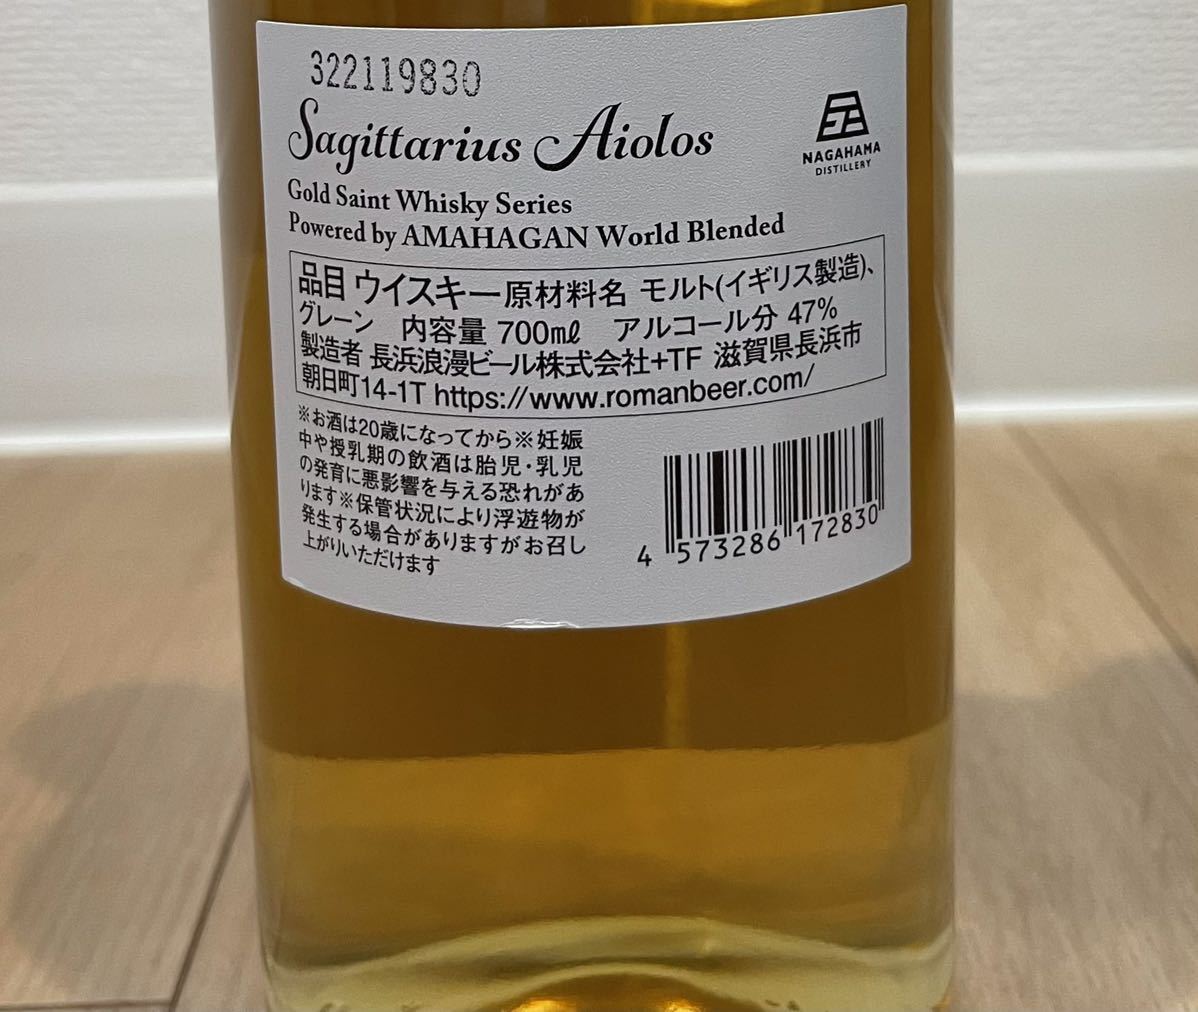 322119830
Sagittarius Aiolos
NAGAHAMA
DISTILLERY
Gold Saint Whisky Series
Powered by AMAHAGAN World Blended
品目 ウイスキー原材料名 モルト(イギリス製造)、
グレーン 内容量 700㎖ アルコール分 47%
製造者 長浜浪漫ビール株式会社+TF 滋賀県長浜市
朝日町14-1T https://www.romanbeer.com/
※お酒は20歳になってから※妊娠
中や授乳期の飲酒は胎児・乳児
の発育に悪影響を与える恐れがあ
ります※保管状況により浮遊物が
発生する場合がありますがお召し
上がりいただけます
4 573286 172830